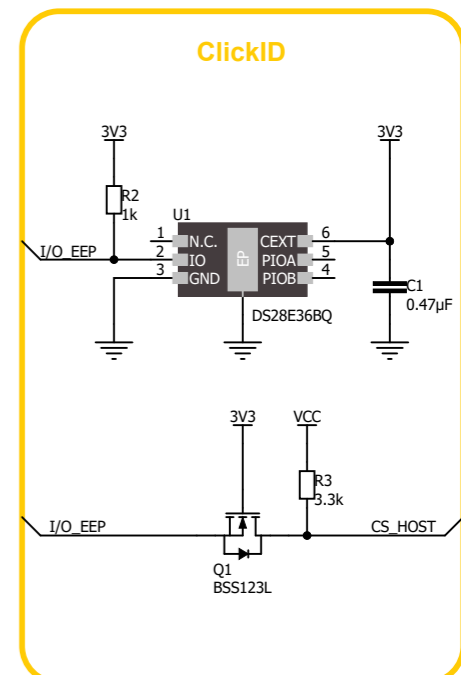 ClickID
3V3
3V3
R2
1k
U1
I/O_EEP
1
N.C.
CEXT
6
2
IO
PIOA
5
3
GND
PIOB
4
EP
C1
0.47µF
DS28E36BQ
3V3
VCC
R3
3.3k
I/O_EEP
CS_HOST
Q1
BSS123L